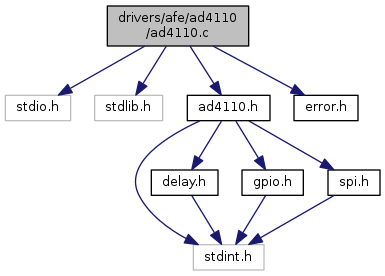 drivers/afe/ad4110
/ad4110.c
stdio.h
stdlib.h
ad4110.h
error.h
delay.h
gpio.h
spi.h
stdint.h